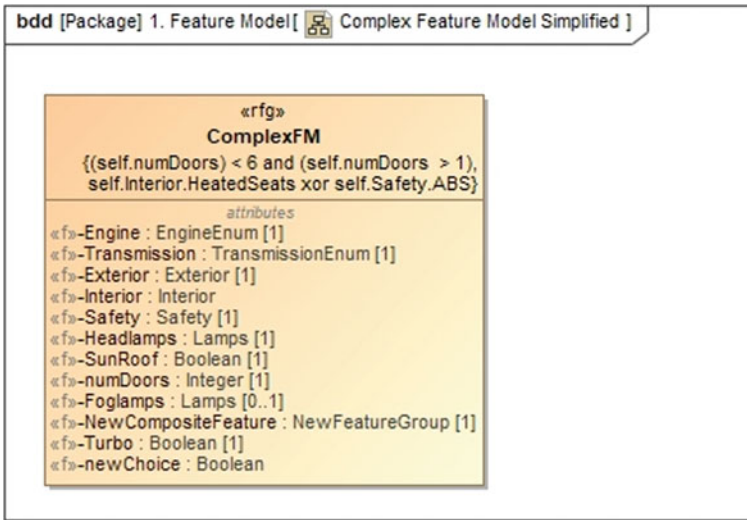 bdd [Package] 1. Feature Model[ Complex Feature Model Simplified ]
«rfg»
ComplexFM
{(self.numDoors) < 6 and (self.numDoors > 1),
self.Interior.HeatedSeats xor self.Safety.ABS}
attributes
«f»-Engine : EngineEnum [1]
«f»-Transmission : TransmissionEnum [1]
«f»-Exterior : Exterior [1]
«f»-Interior : Interior
«f»-Safety : Safety [1]
«f»-Headlamps : Lamps [1]
«f»-SunRoof : Boolean [1]
«f»-numDoors : Integer [1]
«f»-Foglamps : Lamps [0..1]
«f»-NewCompositeFeature : NewFeatureGroup [1]
«f»-Turbo : Boolean [1]
«f»-newChoice : Boolean